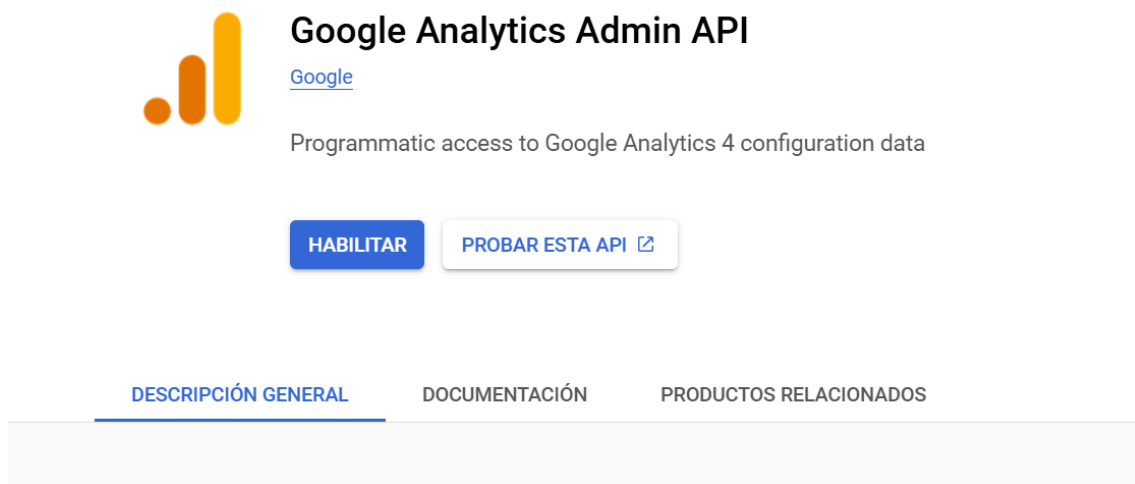 Google Analytics Admin API
Google
Programmatic access to Google Analytics 4 configuration data
HABILITAR
PROBAR ESTA API
DESCRIPCIÓN GENERAL
DOCUMENTACIÓN
PRODUCTOS RELACIONADOS